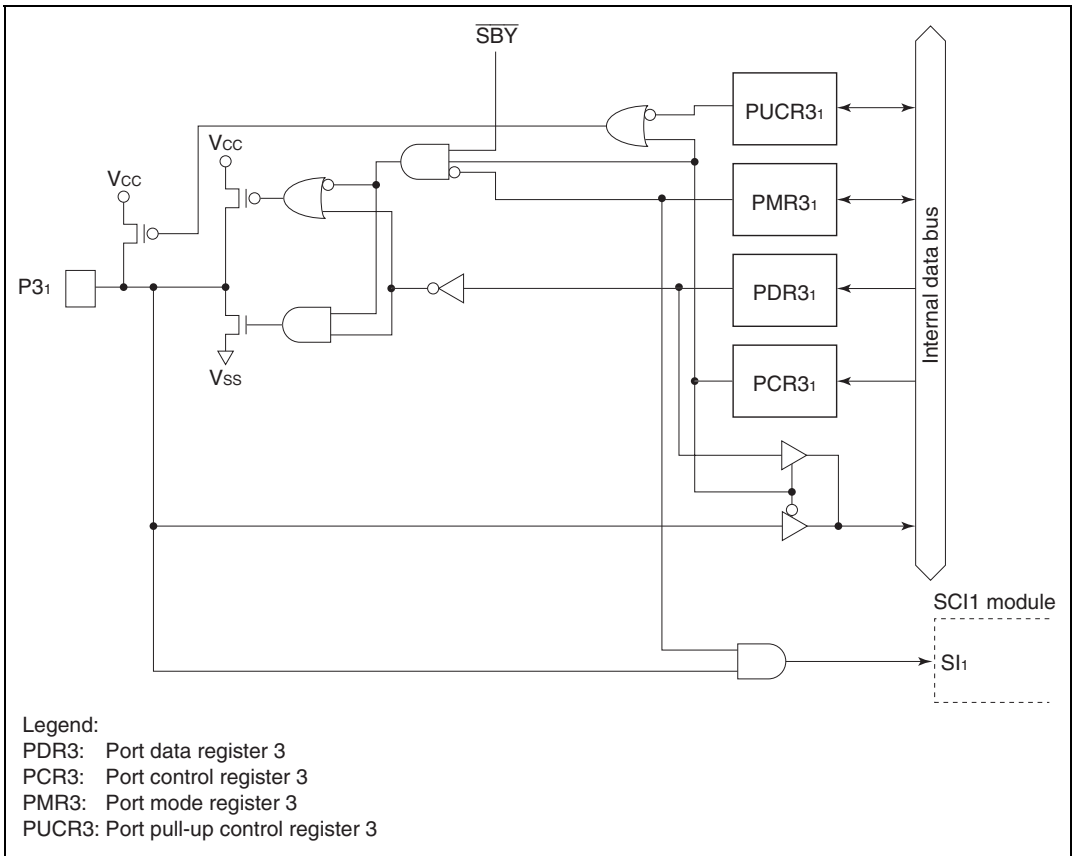 SBY
PUCR3₁
VCC
VCC
PMR3₁
P3₁
PDR3₁
Internal data bus
VSS
PCR3₁
SCI1 module
SI₁
Legend:
PDR3: Port data register 3
PCR3: Port control register 3
PMR3: Port mode register 3
PUCR3: Port pull-up control register 3